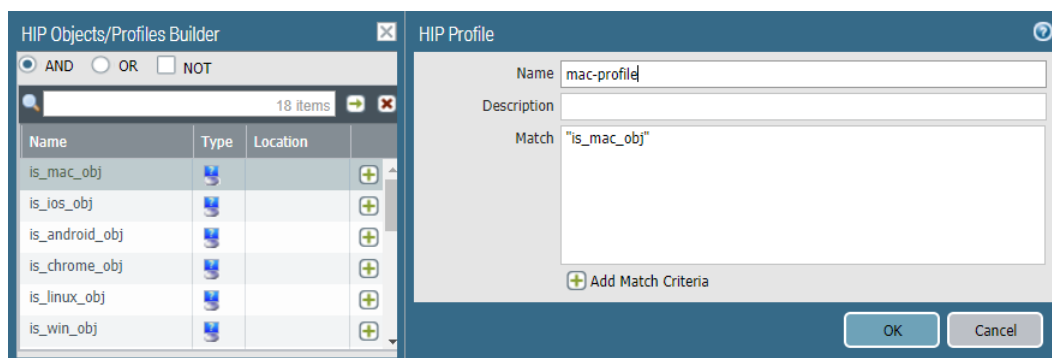 HIP Objects/Profiles Builder
AND OR NOT
18 items
Name Type Location
is_mac_obj
is_ios_obj
is_android_obj
is_chrome_obj
is_linux_obj
is_win_obj
HIP Profile
Name mac-profile
Description
Match "is_mac_obj"
Add Match Criteria
OK Cancel